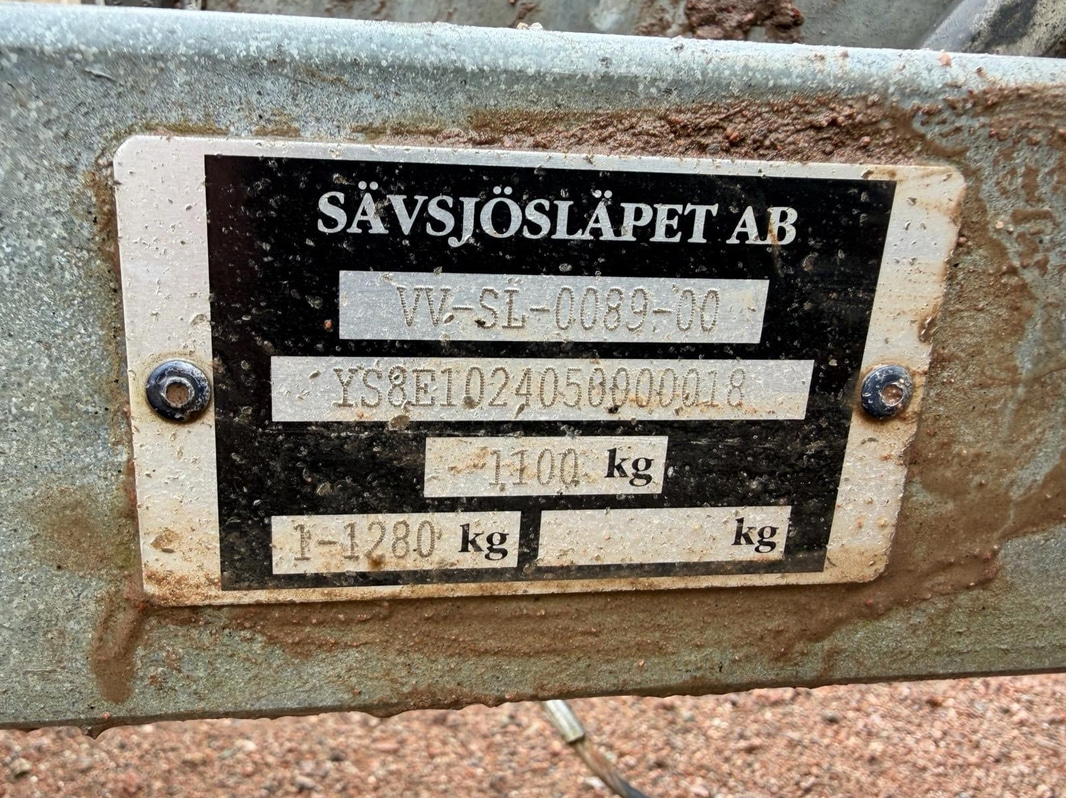 SÄVSJÖSLÄPET AB
VV-SL-0089-00
YS8E1024050000018
1100 kg
1-1280 kg kg